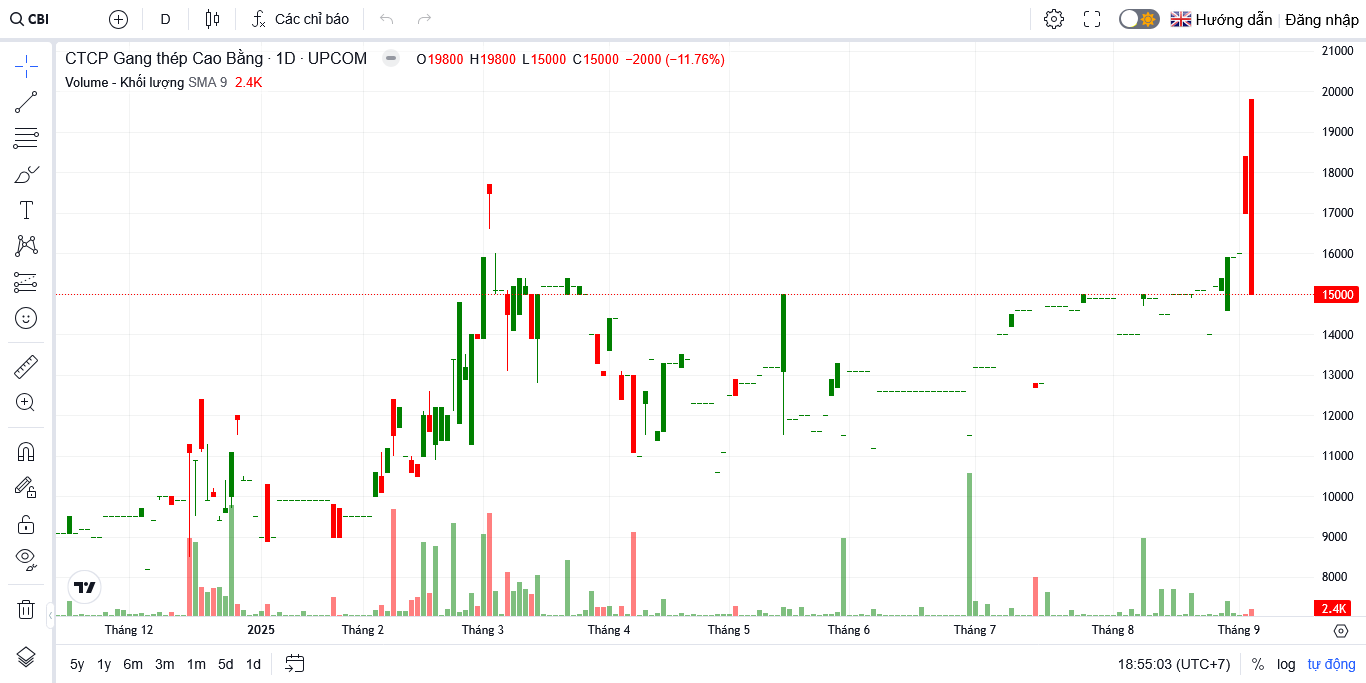 CBI D Các chỉ báo Hướng dẫn Đăng nhập
CTCP Gang thép Cao Bằng · 1D · UPCOM O19800 H19800 L15000 C15000 −2000 (−11.76%)
Volume - Khối lượng SMA 9 2.4K
21000
20000
19000
18000
17000
16000
15000
14000
13000
12000
11000
10000
9000
8000
2.4K
Tháng 12 2025 Tháng 2 Tháng 3 Tháng 4 Tháng 5 Tháng 6 Tháng 7 Tháng 8 Tháng 9
5y 1y 6m 3m 1m 5d 1d 18:55:03 (UTC+7) % log tự động